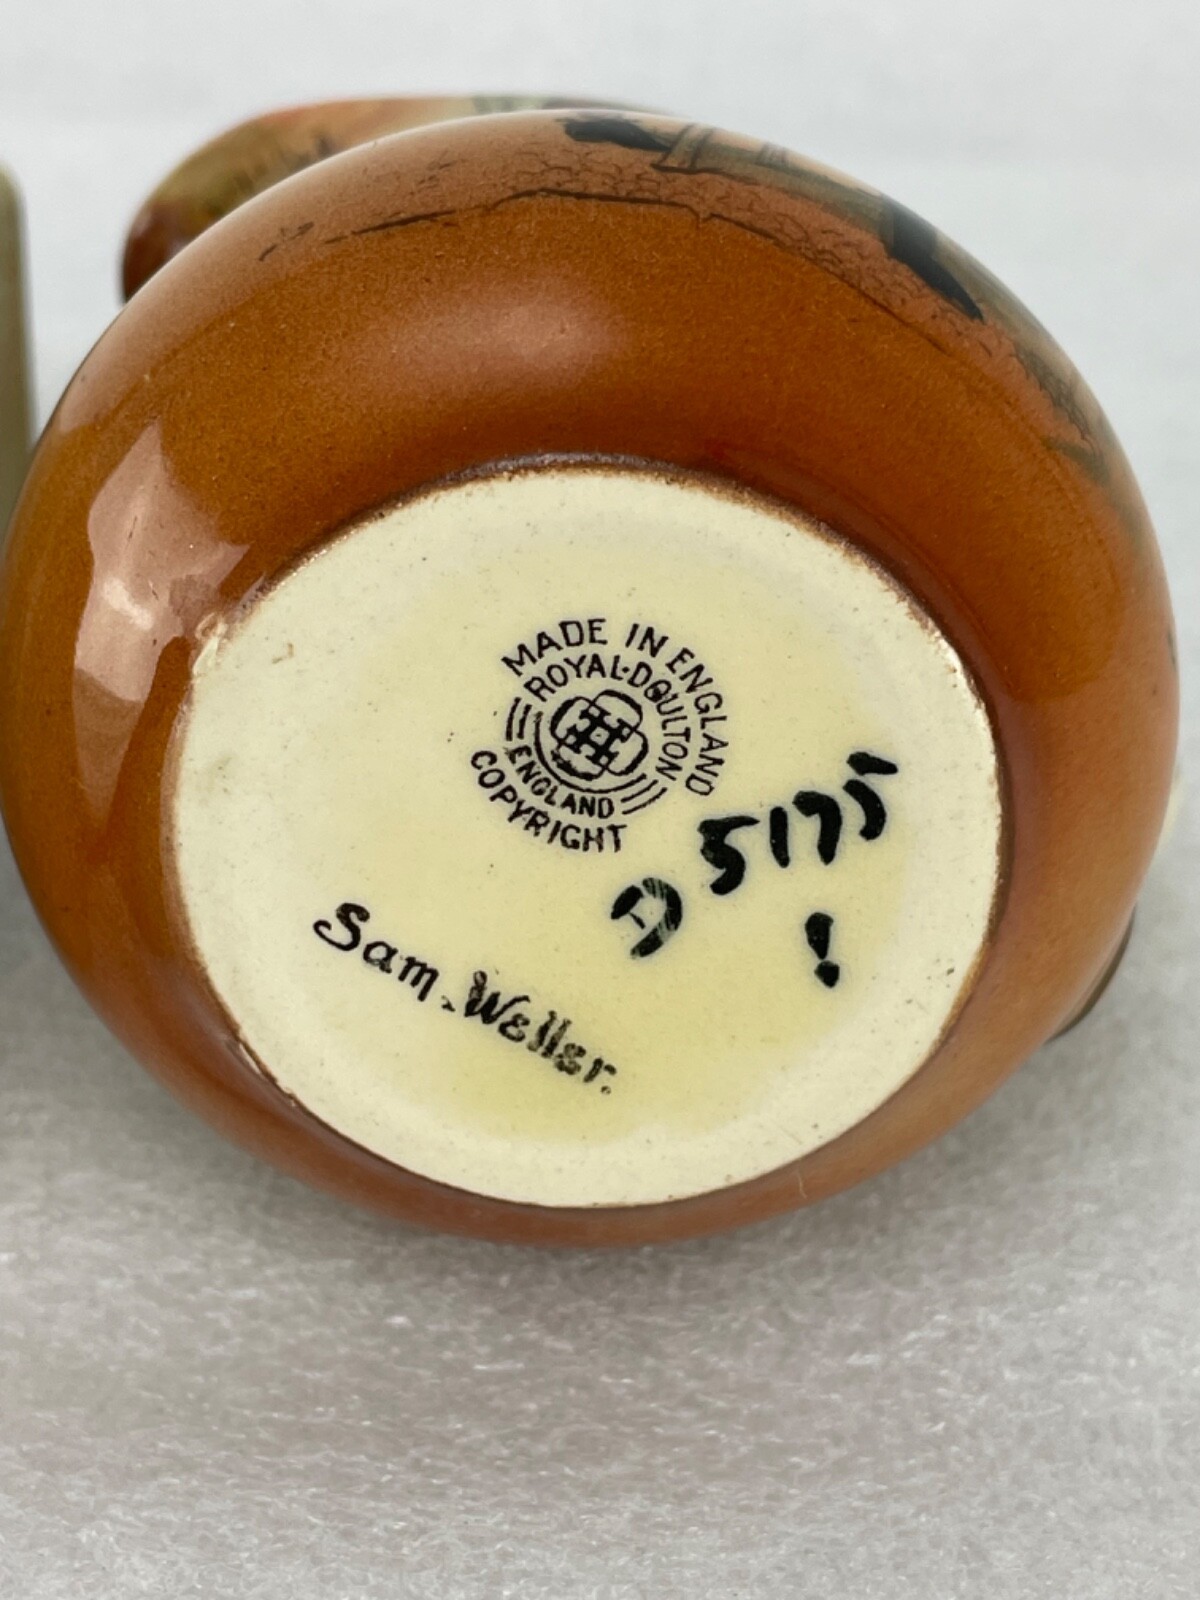 MADE IN ENGLAND
ROYAL·DOULTON
ENGLAND
COPYRIGHT
D 5175
!
Sam.Weller.